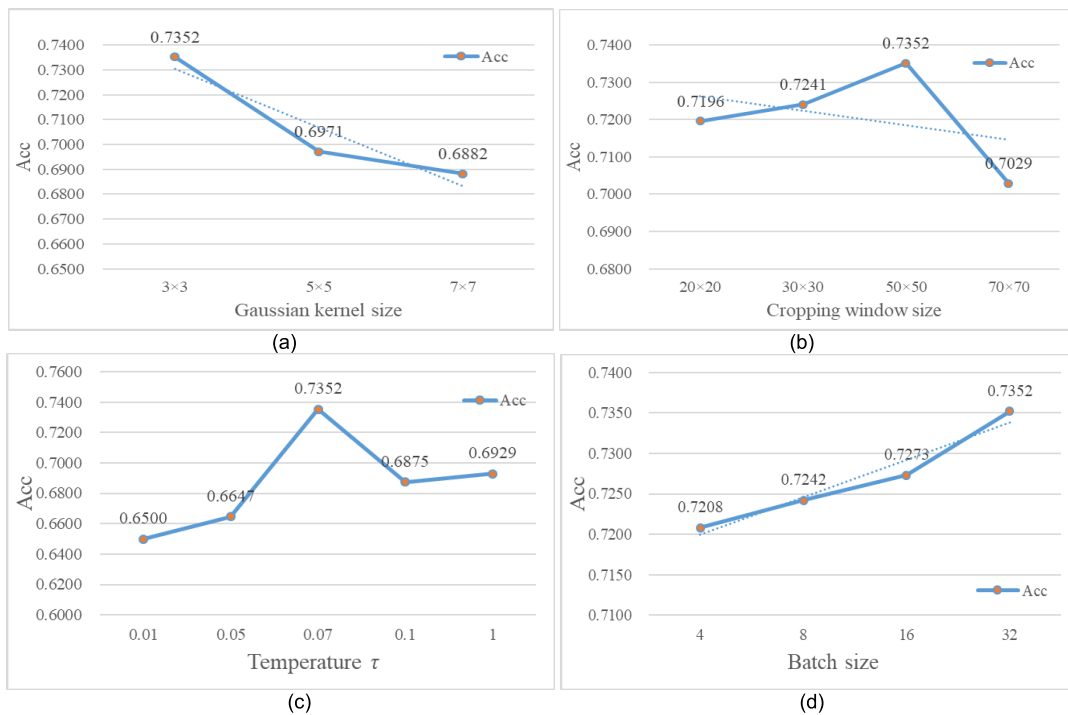 0.7400
0.7300
0.7200
0.7100
0.7000
0.6900
0.6800
0.6700
0.6600
0.6500
Acc
0.7352
0.6971
0.6882
Acc
3×3 5×5 7×7
Gaussian kernel size
(a)
0.7400
0.7300
0.7200
0.7100
0.7000
0.6900
0.6800
Acc
0.7196
0.7241
0.7352
0.7029
Acc
20×20 30×30 50×50 70×70
Cropping window size
(b)
0.7600
0.7400
0.7200
0.7000
0.6800
0.6600
0.6400
0.6200
0.6000
Acc
0.6500
0.6647
0.7352
0.6875
0.6929
Acc
0.01 0.05 0.07 0.1 1
Temperature τ
(c)
0.7400
0.7350
0.7300
0.7250
0.7200
0.7150
0.7100
Acc
0.7208
0.7242
0.7273
0.7352
Acc
4 8 16 32
Batch size
(d)